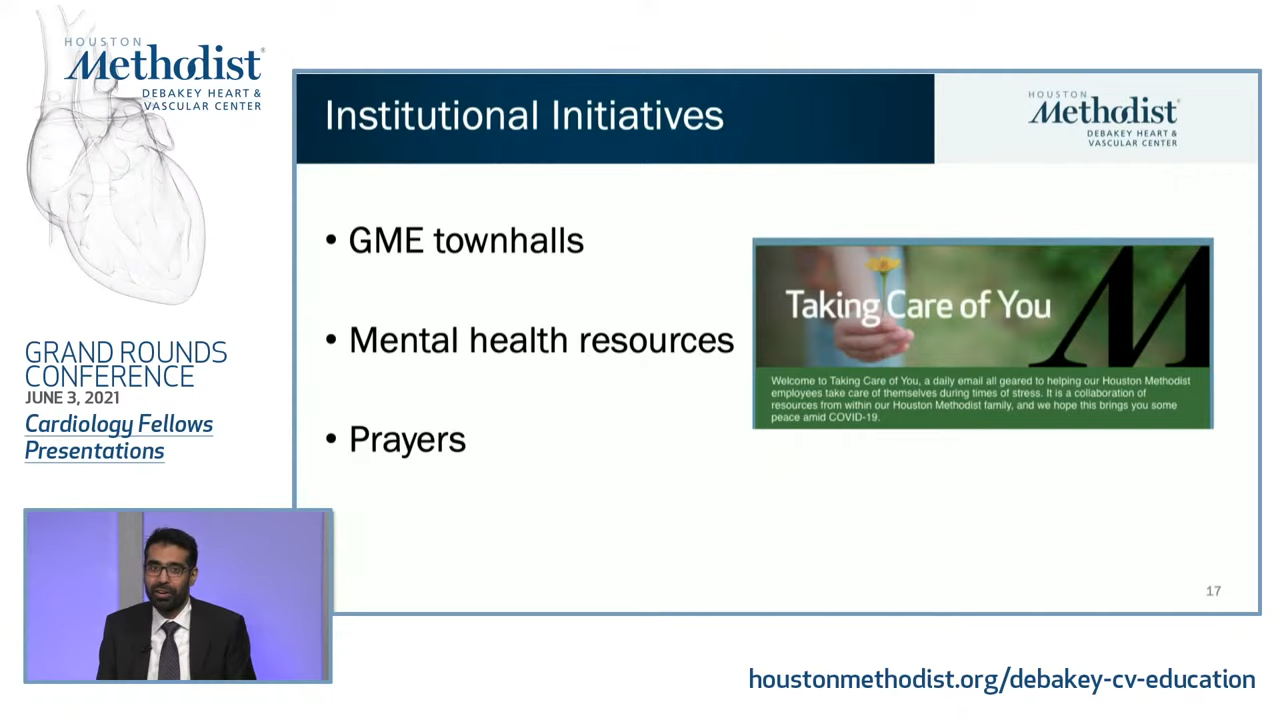 HOUSTON
Methodist®
DEBAKEY HEART &
VASCULAR CENTER
GRAND ROUNDS
CONFERENCE
JUNE 3, 2021
Cardiology Fellows
Presentations
Institutional Initiatives
HOUSTON
Methodist®
DEBAKEY HEART &
VASCULAR CENTER
• GME townhalls
• Mental health resources
• Prayers
Taking Care of You
M
Welcome to Taking Care of You, a daily email all geared to helping our Houston Methodist
employees take care of themselves during times of stress. It is a collaboration of
resources from within our Houston Methodist family, and we hope this brings you some
peace amid COVID-19.
17
houstonmethodist.org/debakey-cv-education